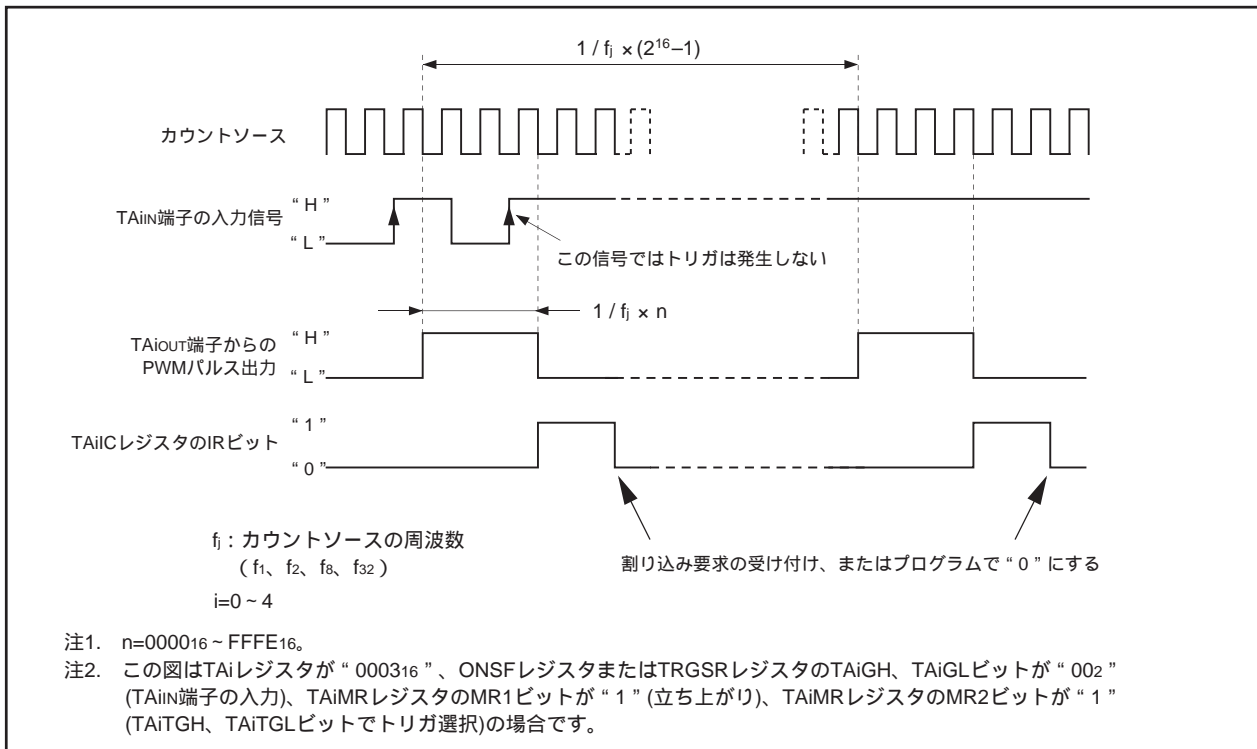 1 / fj × (2¹⁶–1)
カウントソース
TAiIN端子の入力信号
“ H ”
“ L ”
この信号ではトリガは発生しない
1 / fj × n
TAiOUT端子からの
PWMパルス出力
“ H ”
“ L ”
TAiICレジスタのIRビット
“ 1 ”
“ 0 ”
fj : カウントソースの周波数
( f1、f2、f8、f32 )
i=0 ~ 4
割り込み要求の受け付け、またはプログラムで “ 0 ” にする
注1. n=000016 ~ FFFE16。
注2. この図はTAiレジスタが “ 000316 ” 、ONSFレジスタまたはTRGSRレジスタのTAiGH、TAiGLビットが “ 002 ”
(TAiIN端子の入力)、TAiMRレジスタのMR1ビットが “ 1 ” (立ち上がり)、TAiMRレジスタのMR2ビットが “ 1 ”
(TAiTGH、TAiTGLビットでトリガ選択)の場合です。